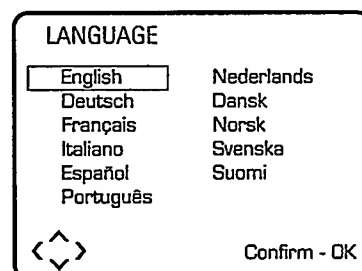 LANGUAGE
English
Deutsch
Français
Italiano
Español
Português
Nederlands
Dansk
Norsk
Svenska
Suomi
Confirm - OK